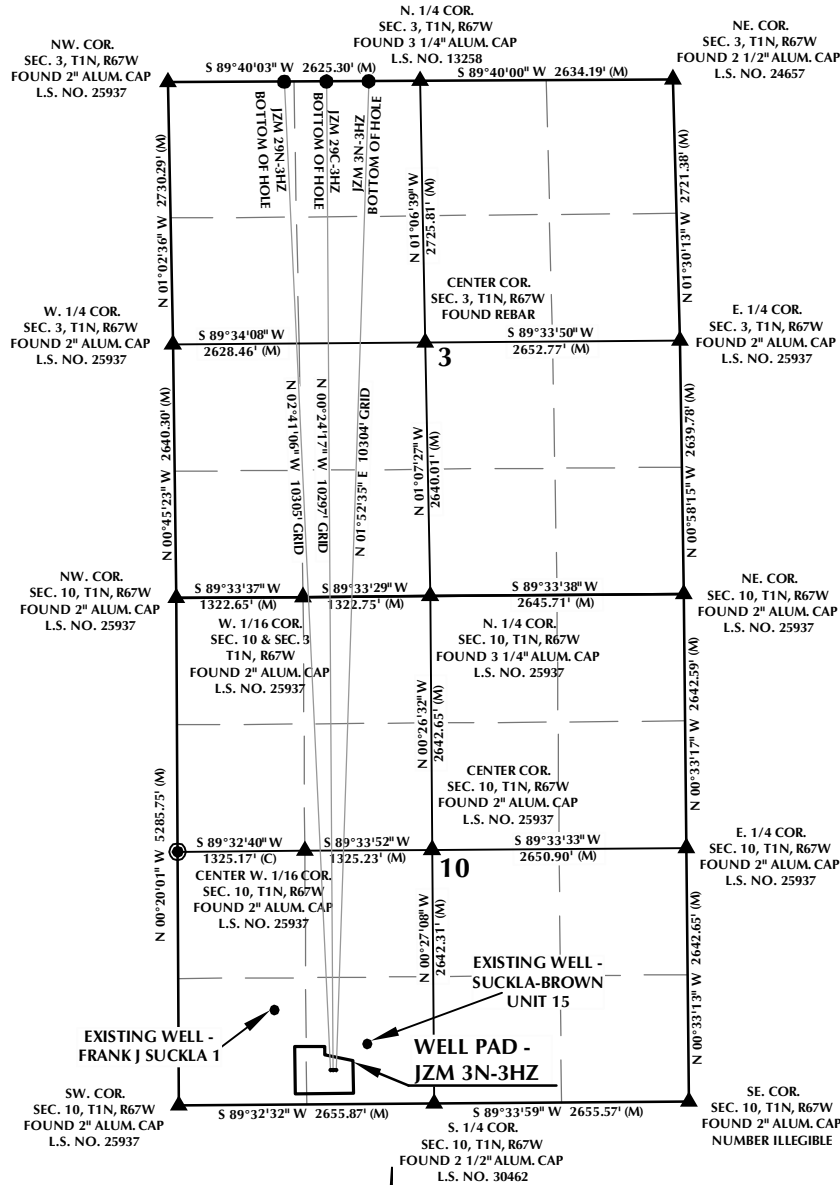 N. 1/4 COR.
SEC. 3, T1N, R67W
FOUND 3 1/4" ALUM. CAP
L.S. NO. 13258
NW. COR.
SEC. 3, T1N, R67W
FOUND 2" ALUM. CAP
L.S. NO. 25937
NE. COR.
SEC. 3, T1N, R67W
FOUND 2 1/2" ALUM. CAP
L.S. NO. 24657
S 89°40'03" W 2625.30' (M)
S 89°40'00" W 2634.19' (M)
JZM 29N-3HZ
BOTTOM OF HOLE
JZM 29C-3HZ
BOTTOM OF HOLE
JZM 3N-3HZ
BOTTOM OF HOLE
N 01°02'36" W 2730.29' (M)
N 01°06'39" W
2725.81' (M)
N 01°30'13" W 2721.38' (M)
CENTER COR.
SEC. 3, T1N, R67W
FOUND REBAR
W. 1/4 COR.
SEC. 3, T1N, R67W
FOUND 2" ALUM. CAP
L.S. NO. 25937
S 89°34'08" W
2628.46' (M)
S 89°33'50" W
2652.77' (M)
3
E. 1/4 COR.
SEC. 3, T1N, R67W
FOUND 2" ALUM. CAP
L.S. NO. 25937
N 00°45'23" W 2640.30' (M)
N 02°41'06" W 10305' GRID
N 00°24'17" W 10297' GRID
N 01°52'35" E 10304' GRID
N 01°07'27" W
2640.01' (M)
N 00°58'15" W 2639.78' (M)
NW. COR.
SEC. 10, T1N, R67W
FOUND 2" ALUM. CAP
L.S. NO. 25937
S 89°33'37" W
1322.65' (M)
S 89°33'29" W
1322.75' (M)
S 89°33'38" W
2645.71' (M)
NE. COR.
SEC. 10, T1N, R67W
FOUND 2" ALUM. CAP
L.S. NO. 25937
W. 1/16 COR.
SEC. 10 & SEC. 3
T1N, R67W
FOUND 2" ALUM. CAP
L.S. NO. 25937
N. 1/4 COR.
SEC. 10, T1N, R67W
FOUND 3 1/4" ALUM. CAP
L.S. NO. 25937
N 00°20'01" W 5285.75' (M)
N 00°26'32" W
2642.65' (M)
N 00°33'17" W 2642.59' (M)
CENTER COR.
SEC. 10, T1N, R67W
FOUND 2" ALUM. CAP
L.S. NO. 25937
S 89°32'40" W
1325.17' (C)
S 89°33'52" W
1325.23' (M)
S 89°33'33" W
2650.90' (M)
10
E. 1/4 COR.
SEC. 10, T1N, R67W
FOUND 2" ALUM. CAP
L.S. NO. 25937
CENTER W. 1/16 COR.
SEC. 10, T1N, R67W
FOUND 2" ALUM. CAP
L.S. NO. 25937
N 00°27'08" W
2642.31' (M)
N 00°33'13" W 2642.65' (M)
EXISTING WELL -
SUCKLA-BROWN
UNIT 15
EXISTING WELL -
FRANK J SUCKLA 1
WELL PAD -
JZM 3N-3HZ
SW. COR.
SEC. 10, T1N, R67W
FOUND 2" ALUM. CAP
L.S. NO. 25937
S 89°32'32" W 2655.87' (M)
S 89°33'59" W 2655.57' (M)
SE. COR.
SEC. 10, T1N, R67W
FOUND 2" ALUM. CAP
NUMBER ILLEGIBLE
S. 1/4 COR.
SEC. 10, T1N, R67W
FOUND 2 1/2" ALUM. CAP
L.S. NO. 30462